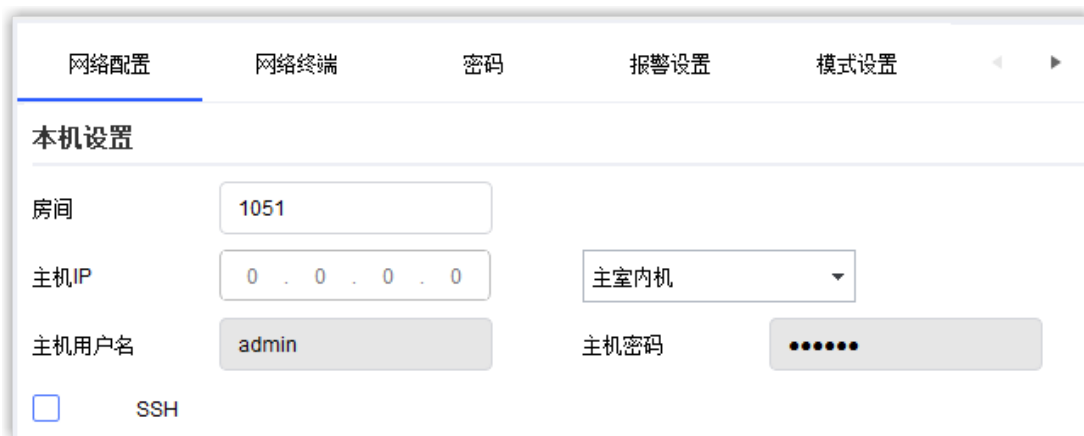 网络配置 网络终端 密码 报警设置 模式设置
本机设置
房间 1051
主机IP 0 . 0 . 0 . 0 主室内机
主机用户名 admin 主机密码 ••••••
SSH